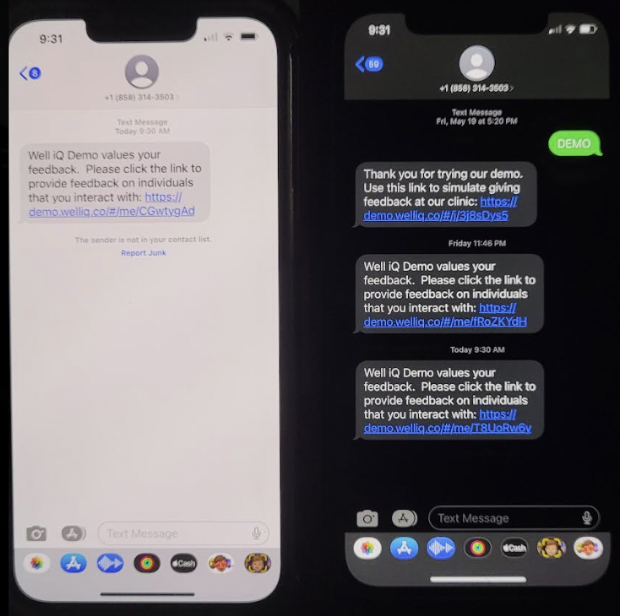 9:31
8
+1 (858) 314-3503
Text Message
Today 9:30 AM
Well iQ Demo values your
feedback.  Please click the link to
provide feedback on individuals
that you interact with: https://
demo.welliq.co/#/me/CGwtygAd
The sender is not in your contact list.
Report Junk
Text Message
Cash
9:31
69
+1 (858) 314-3503
Text Message
Fri, May 19 at 5:20 PM
DEMO
Thank you for trying our demo.
Use this link to simulate giving
feedback at our clinic: https://
demo.welliq.co/#/i/3j8sDys5
Friday 11:46 PM
Well iQ Demo values your
feedback.  Please click the link to
provide feedback on individuals
that you interact with: https://
demo.welliq.co/#/me/fRoZKYdH
Today 9:30 AM
Well iQ Demo values your
feedback.  Please click the link to
provide feedback on individuals
that you interact with: https://
demo.welliq.co/#/me/T8UoRw6y
Text Message
Cash